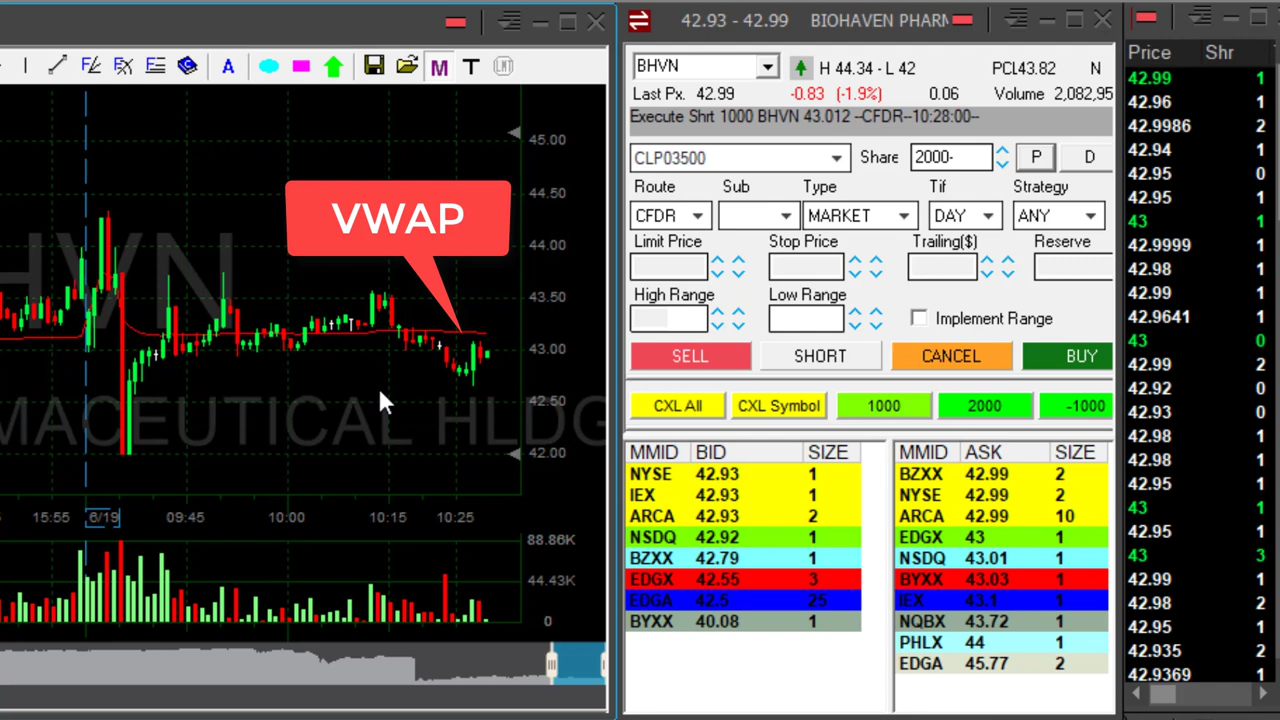 42.93 - 42.99 BIOHAVEN PHARM
A M T
BHVN H 44.34 - L 42 PCL43.82 N
Last Px. 42.99 -0.83 (-1.9%) 0.06 Volume 2,082,95
Execute Shrt 1000 BHVN 43.012 --CFDR--10:28:00--
CLP03500 Share 2000- P D
Route Sub Type Tif Strategy
CFDR MARKET DAY ANY
Limit Price Stop Price Trailing($) Reserve
High Range Low Range
Implement Range
SELL SHORT CANCEL BUY
CXL All CXL Symbol 1000 2000 -1000
MMID BID SIZE
NYSE 42.93 1
IEX 42.93 1
ARCA 42.93 2
NSDQ 42.92 1
BZXX 42.79 1
EDGX 42.55 3
EDGA 42.5 25
BYXX 40.08 1
MMID ASK SIZE
BZXX 42.99 2
NYSE 42.99 2
ARCA 42.99 10
EDGX 43 1
NSDQ 43.01 1
BYXX 43.03 1
IEX 43.1 1
NQBX 43.72 1
PHLX 44 1
EDGA 45.77 2
Price Shr
42.99 1
42.96 1
42.9986 2
42.94 1
42.95 0
42.95 1
43 1
42.9999 1
42.98 1
42.99 1
42.9641 1
43 0
42.99 2
42.92 0
42.93 0
42.98 1
42.98 1
42.95 1
43 1
42.95 1
43 3
42.99 1
42.98 2
42.95 1
42.935 2
42.9369 1
VWAP
HVN
MACEUTICAL HLDG
45.00
44.50
44.00
43.50
43.00
42.50
42.00
15:55 6/19 09:45 10:00 10:15 10:25
88.86K
44.43K
0